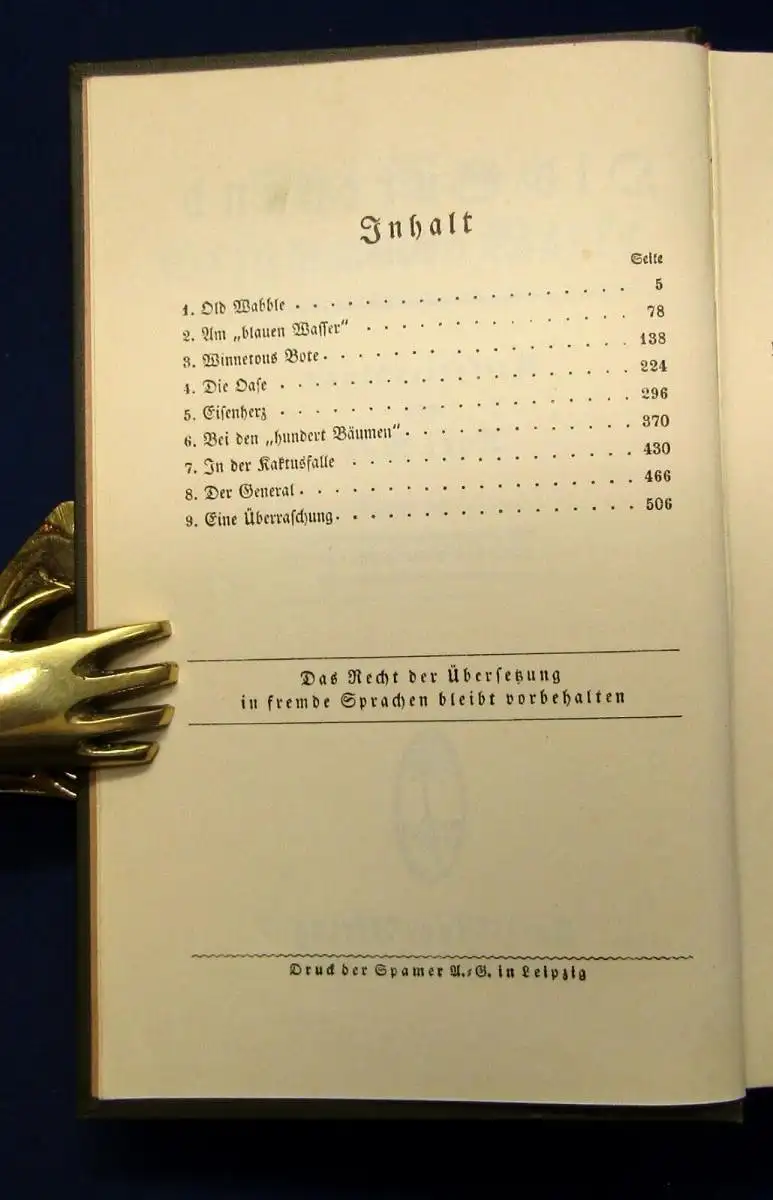 Inhalt
Seite
1. Old Wabble . . . . . . . . . . . . . . . . . 5
2. Am „blauen Wasser“ . . . . . . . . . . . . . 78
3. Winnetous Bote . . . . . . . . . . . . . . . 138
4. Die Oase . . . . . . . . . . . . . . . . . . 224
5. Eisenherz . . . . . . . . . . . . . . . . . 296
6. Bei den „hundert Bäumen“ . . . . . . . . . . 370
7. In der Kaktusfalle . . . . . . . . . . . . . 430
8. Der General . . . . . . . . . . . . . . . . 466
9. Eine Überraschung . . . . . . . . . . . . . 506
Das Recht der Übersetzung
in fremde Sprachen bleibt vorbehalten
Druck der Spamer A.-G. in Leipzig